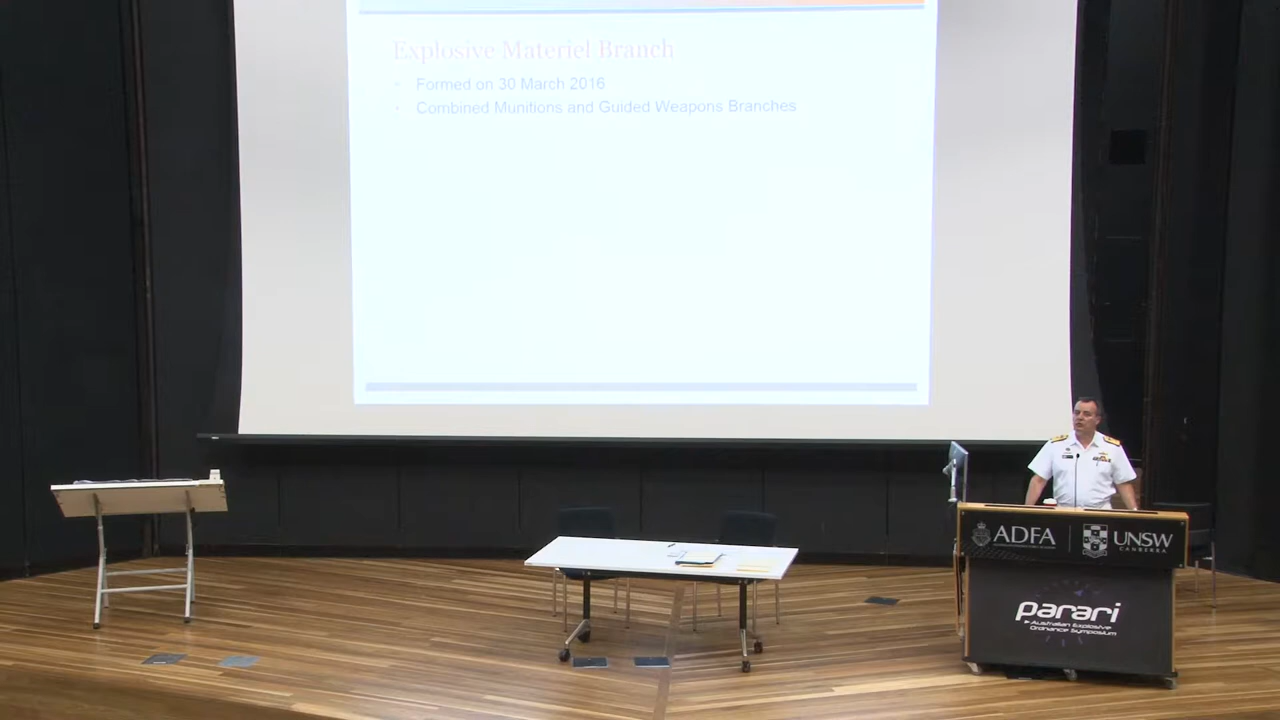 Explosive Materiel Branch
• Formed on 30 March 2016
• Combined Munitions and Guided Weapons Branches
ADFA
UNSW
CANBERRA
parari
Australian Explosive
Ordnance Symposium